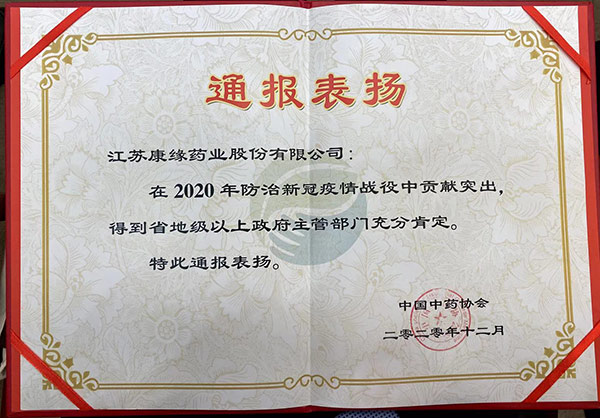 通报表扬
江苏康缘药业股份有限公司：
在2020年防治新冠疫情战役中贡献突出，
得到省地级以上政府主管部门充分肯定。
特此通报表扬。
中国中药协会
二零二零年十二月